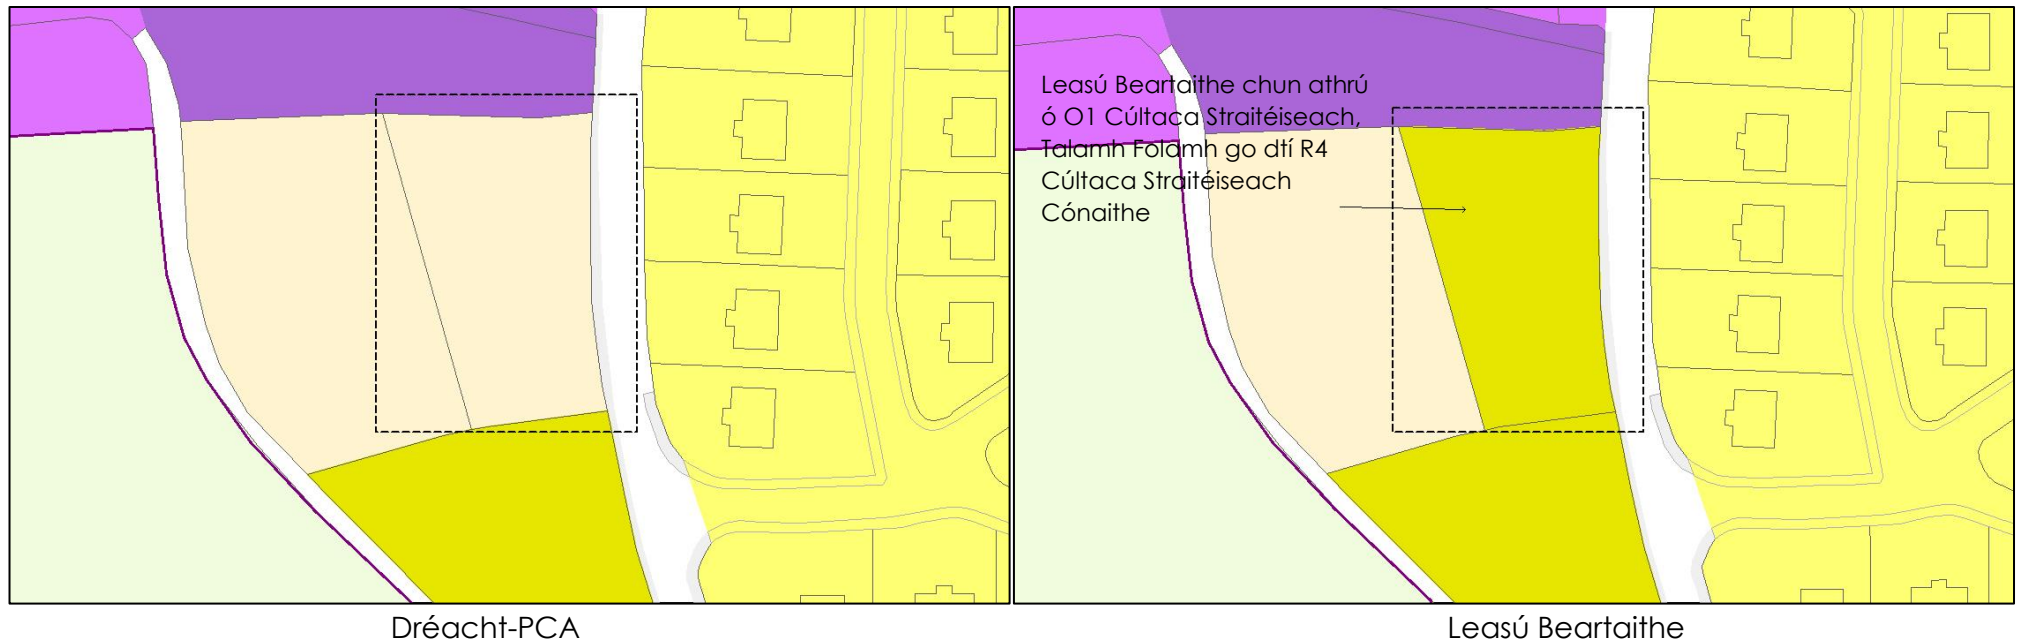 Leasú Beartaithe chun athrú
ó O1 Cúltaca Straitéiseach,
Talamh Folamh go dtí R4
Cúltaca Straitéiseach
Cónaithe
Dréacht-PCA
Leasú Beartaithe